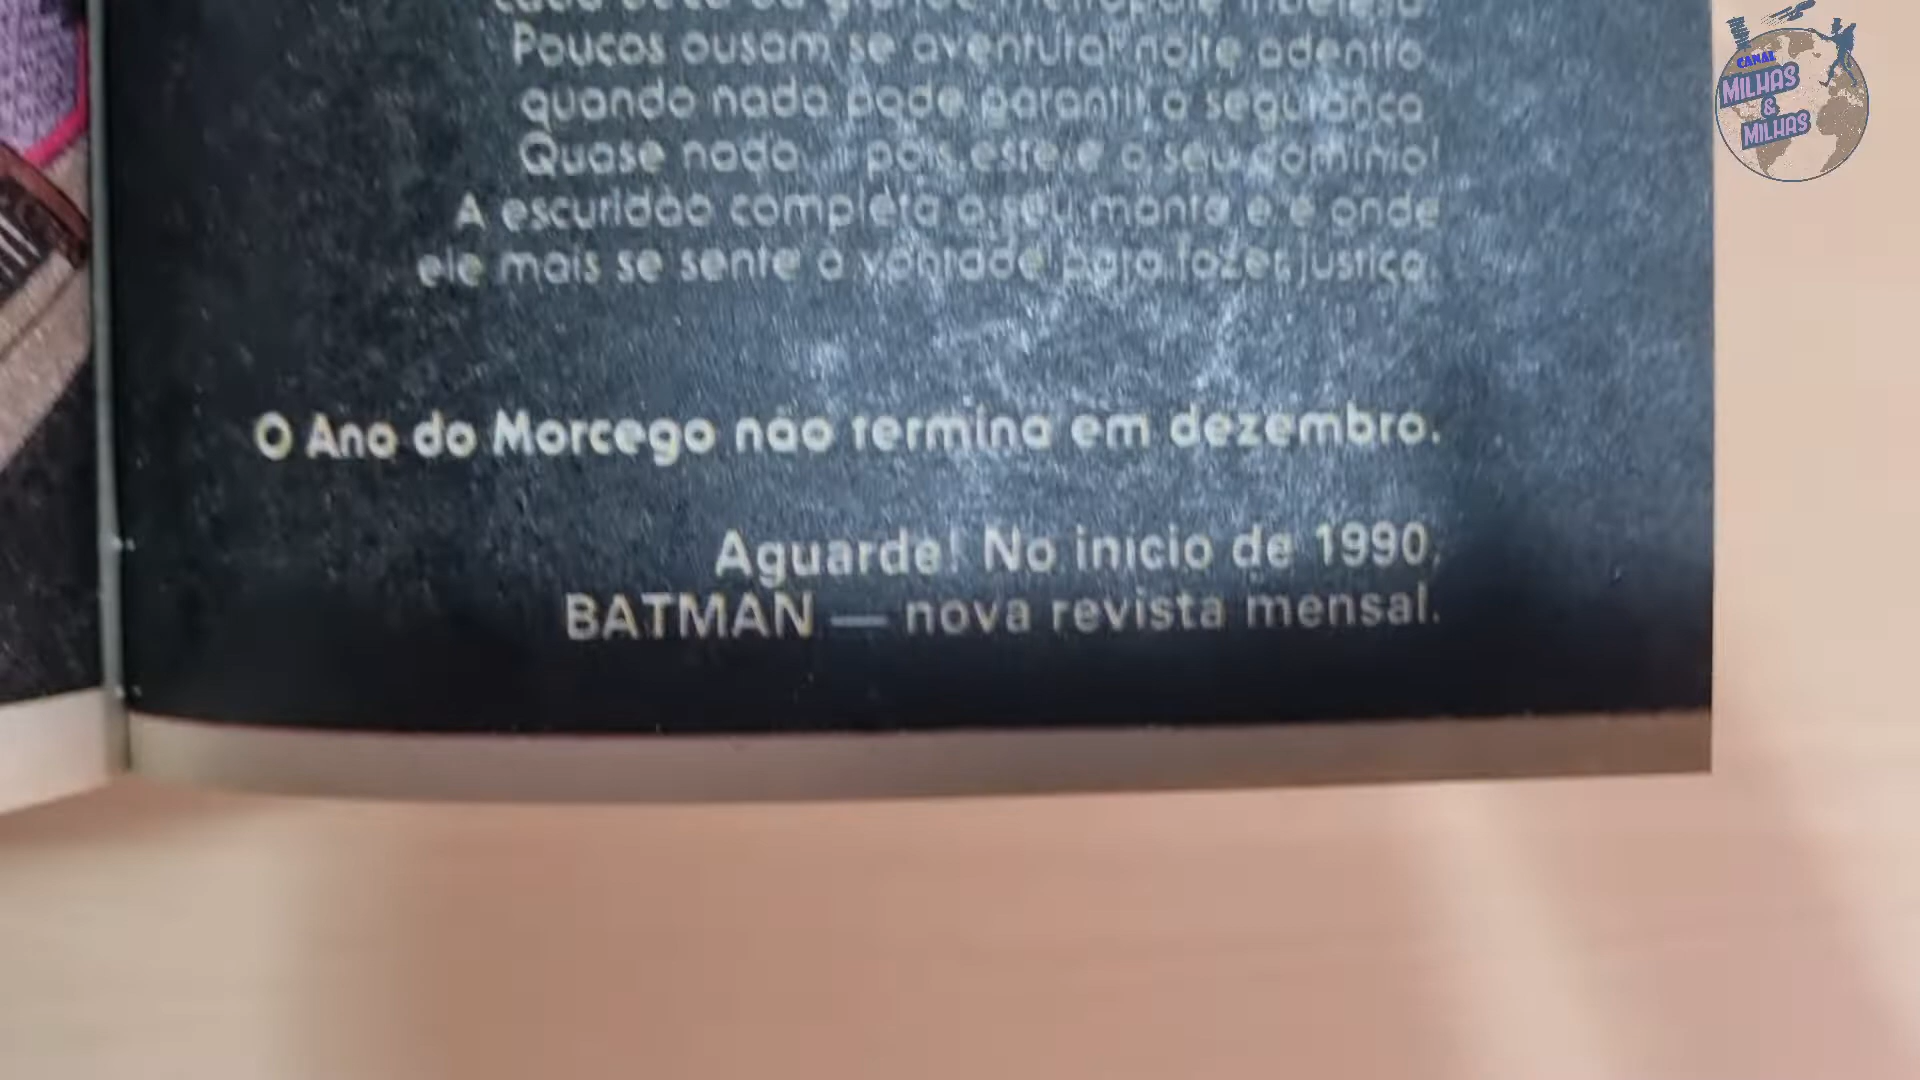 Poucos ousam se aventurar noite adentro
quando nada pode garantir a segurança
Quase nada... pois este é o seu domínio!
A escuridão completa o seu manto e é onde
ele mais se sente à vontade para fazer justiça.
O Ano do Morcego não termina em dezembro.
Aguarde! No início de 1990,
BATMAN — nova revista mensal.
CANAL
MILHAS
&
MILHAS